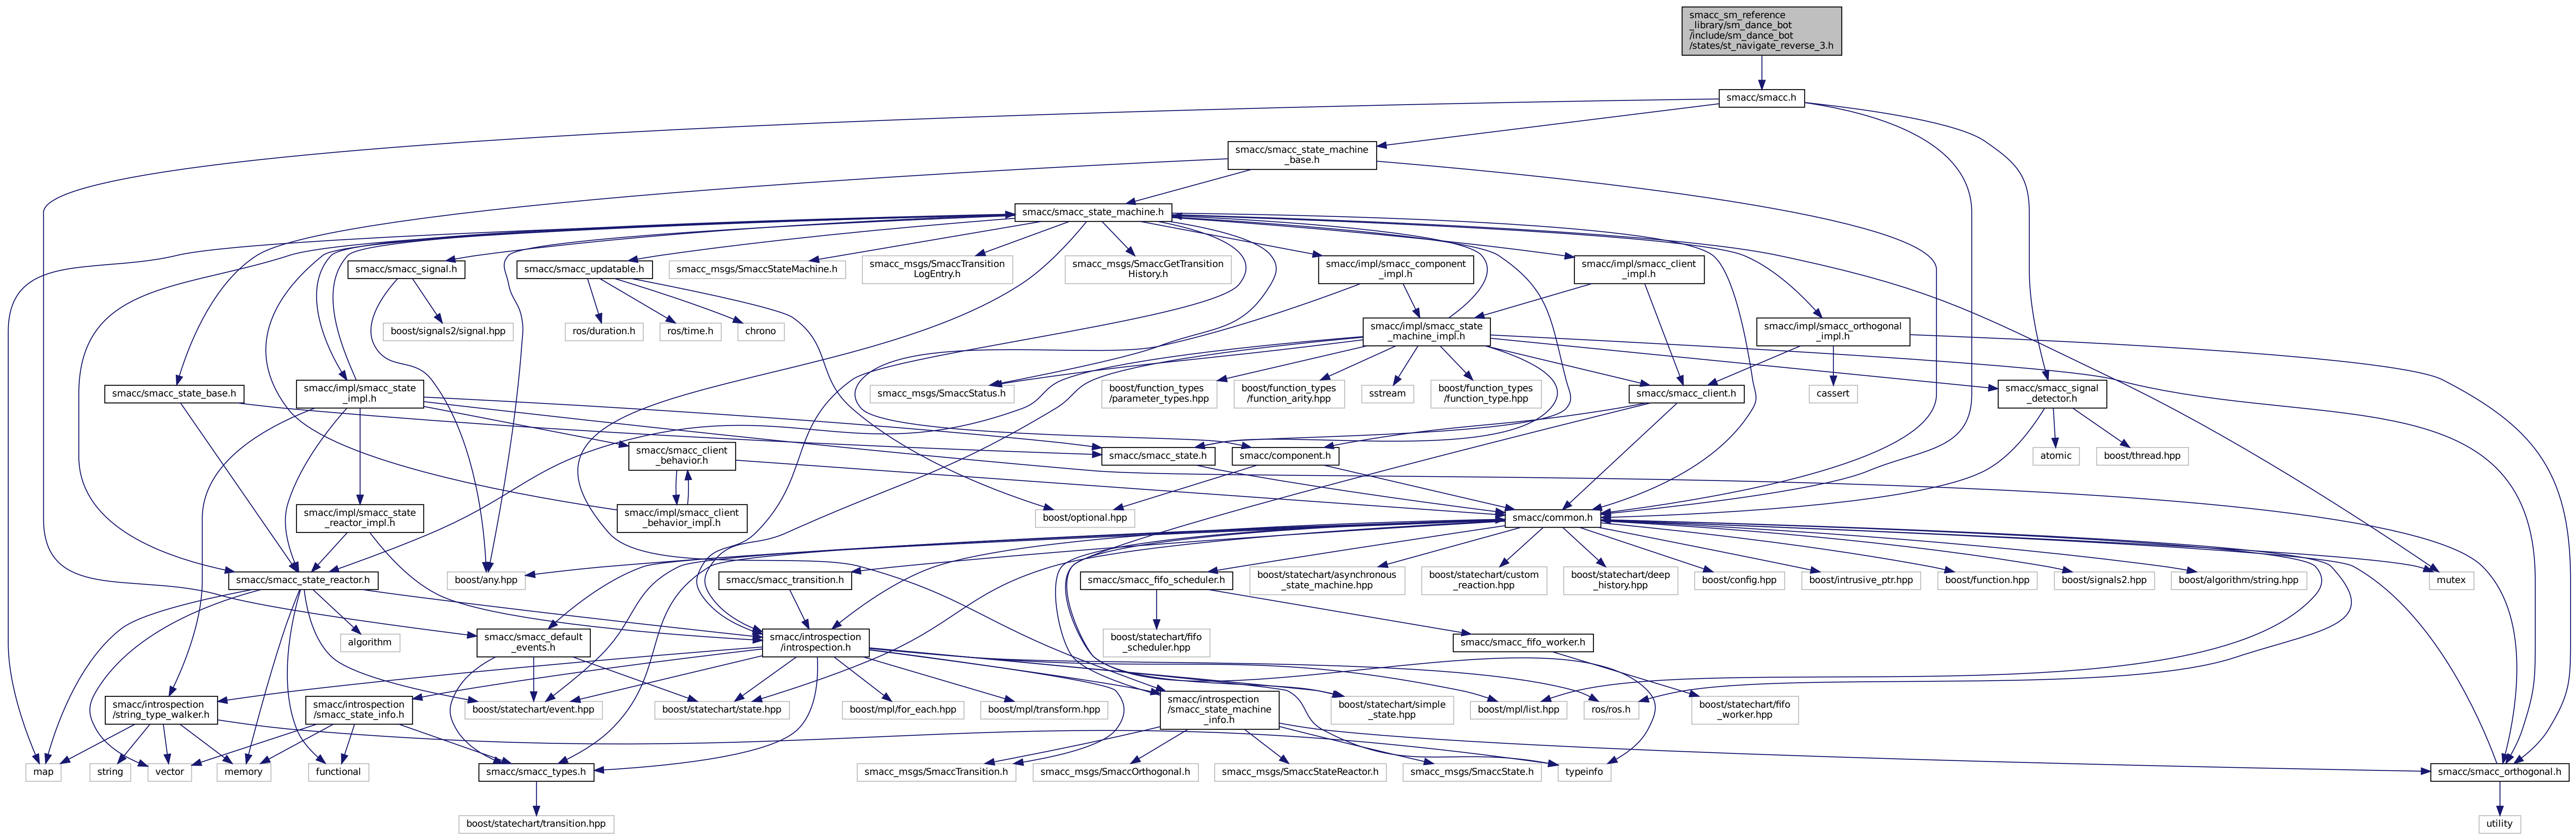 smacc_sm_reference
_library/sm_dance_bot
/include/sm_dance_bot
/states/st_navigate_reverse_3.h
smacc/smacc.h
smacc/smacc_state_machine
_base.h
smacc/smacc_state_machine.h
smacc/smacc_signal.h
smacc/smacc_updatable.h
smacc_msgs/SmaccStateMachine.h
smacc_msgs/SmaccTransition
LogEntry.h
smacc_msgs/SmaccGetTransition
History.h
smacc/impl/smacc_component
_impl.h
smacc/impl/smacc_client
_impl.h
boost/signals2/signal.hpp
ros/duration.h
ros/time.h
chrono
smacc/impl/smacc_state
_machine_impl.h
smacc/impl/smacc_orthogonal
_impl.h
smacc/smacc_state_base.h
smacc/impl/smacc_state
_impl.h
smacc_msgs/SmaccStatus.h
boost/function_types
/parameter_types.hpp
boost/function_types
/function_arity.hpp
sstream
boost/function_types
/function_type.hpp
smacc/smacc_client.h
cassert
smacc/smacc_signal
_detector.h
smacc/smacc_client
_behavior.h
smacc/smacc_state.h
smacc/component.h
atomic
boost/thread.hpp
smacc/impl/smacc_state
_reactor_impl.h
smacc/impl/smacc_client
_behavior_impl.h
boost/optional.hpp
smacc/common.h
smacc/smacc_state_reactor.h
boost/any.hpp
smacc/smacc_transition.h
smacc/smacc_fifo_scheduler.h
boost/statechart/asynchronous
_state_machine.hpp
boost/statechart/custom
_reaction.hpp
boost/statechart/deep
_history.hpp
boost/config.hpp
boost/intrusive_ptr.hpp
boost/function.hpp
boost/signals2.hpp
boost/algorithm/string.hpp
mutex
algorithm
smacc/smacc_default
_events.h
smacc/introspection
/introspection.h
boost/statechart/fifo
_scheduler.hpp
smacc/smacc_fifo_worker.h
smacc/introspection
/string_type_walker.h
smacc/introspection
/smacc_state_info.h
boost/statechart/event.hpp
boost/statechart/state.hpp
boost/mpl/for_each.hpp
boost/mpl/transform.hpp
smacc/introspection
/smacc_state_machine
_info.h
boost/statechart/simple
_state.hpp
boost/mpl/list.hpp
ros/ros.h
boost/statechart/fifo
_worker.hpp
map
string
vector
memory
functional
smacc/smacc_types.h
smacc_msgs/SmaccTransition.h
smacc_msgs/SmaccOrthogonal.h
smacc_msgs/SmaccStateReactor.h
smacc_msgs/SmaccState.h
typeinfo
smacc/smacc_orthogonal.h
boost/statechart/transition.hpp
utility